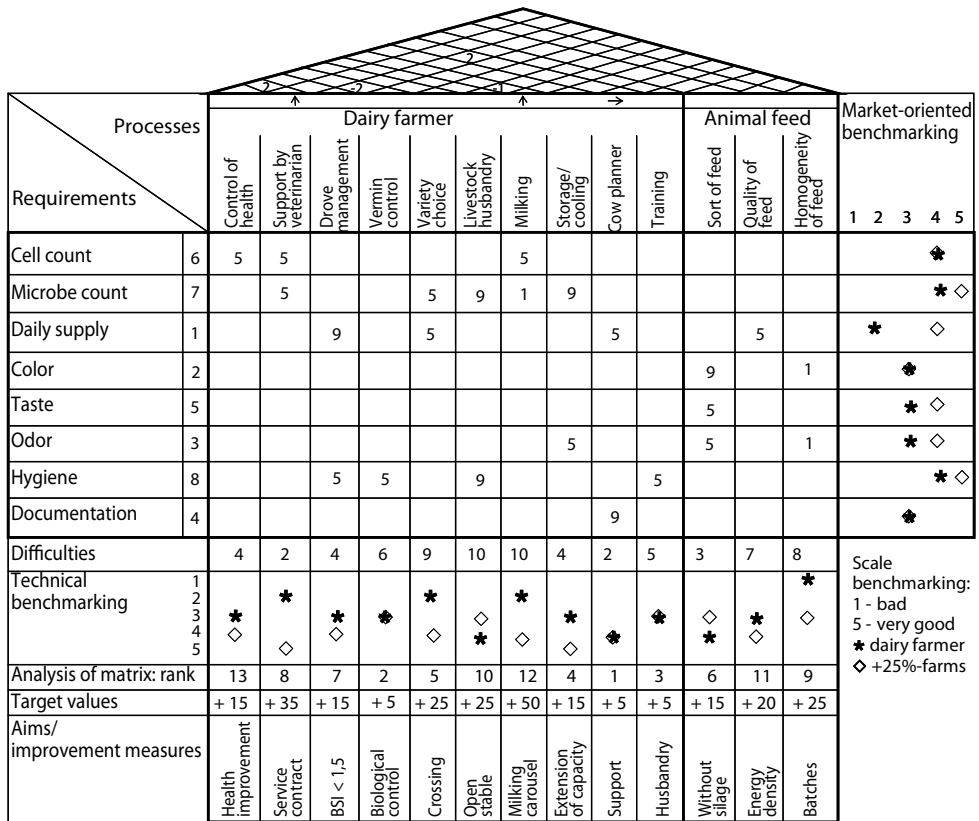 2
2 -2 -1
↑ ↑ →
Processes
Requirements
Dairy farmer
Animal feed
Market-oriented
benchmarking
Control of
health
Support by
veterinarian
Drove
management
Vermin
control
Variety
choice
Livestock
husbandry
Milking
Storage/
cooling
Cow planner
Training
Sort of feed
Quality of
feed
Homogeneity
of feed
1 2 3 4 5
Cell count 6 5 5 5
Microbe count 7 5 5 9 1 9
Daily supply 1 9 5 5 5
Color 2 9 1
Taste 5 5
Odor 3 5 5 1
Hygiene 8 5 5 9 5
Documentation 4 9
Difficulties 4 2 4 6 9 10 10 4 2 5 3 7 8
Technical
benchmarking
1
2
3
4
5
Scale
benchmarking:
1 - bad
5 - very good
dairy farmer
+25%-farms
Analysis of matrix: rank 13 8 7 2 5 10 12 4 1 3 6 11 9
Target values + 15 + 35 + 15 + 5 + 25 + 25 + 50 + 15 + 5 + 5 + 15 + 20 + 25
Aims/
improvement measures
Health
improvement
Service
contract
BSI < 1,5
Biological
control
Crossing
Open
stable
Milking
carousel
Extension
of capacity
Support
Husbandry
Without
silage
Energy
density
Batches